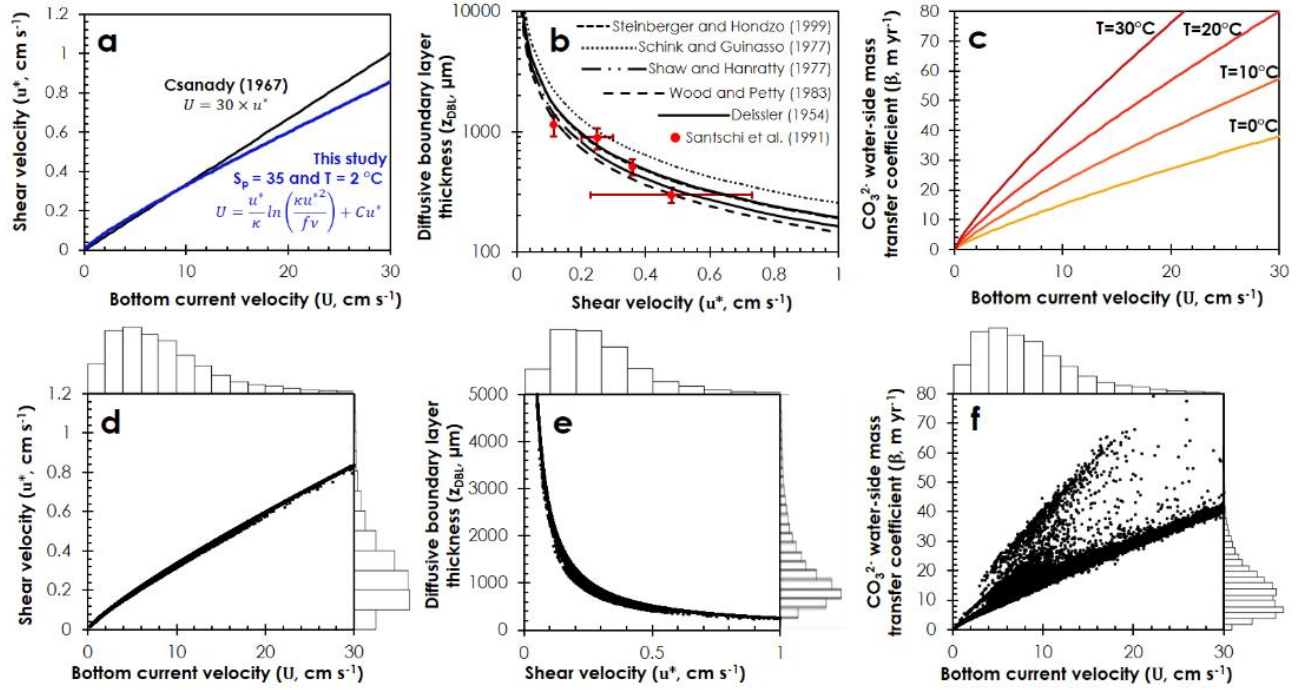 a
Shear velocity (u*, cm s⁻¹)
1.2
1
0.8
0.6
0.4
0.2
0
Csanady (1967)
U = 30 × u*
This study
Sₚ = 35 and T = 2 °C
U = u*/κ ln(κu*²/fν) + Cu*
0 10 20 30
Bottom current velocity (U, cm s⁻¹)
b
Diffusive boundary layer
thickness (z_DBL, µm)
10000
1000
100
Steinberger and Hondzo (1999)
Schink and Guinasso (1977)
Shaw and Hanratty (1977)
Wood and Petty (1983)
Deissler (1954)
Santschi et al. (1991)
0 0.2 0.4 0.6 0.8 1
Shear velocity (u*, cm s⁻¹)
c
CO₃²⁻ water-side mass
transfer coefficient (β, m yr⁻¹)
80
70
60
50
40
30
20
10
0
T=30°C
T=20°C
T=10°C
T=0°C
0 10 20 30
Bottom current velocity (U, cm s⁻¹)
d
Shear velocity (u*, cm s⁻¹)
1.2
1
0.8
0.6
0.4
0.2
0
0 10 20 30
Bottom current velocity (U, cm s⁻¹)
e
Diffusive boundary layer
thickness (z_DBL, µm)
5000
4000
3000
2000
1000
0
0 0.5 1
Shear velocity (u*, cm s⁻¹)
f
CO₃²⁻ water-side mass
transfer coefficient (β, m yr⁻¹)
80
70
60
50
40
30
20
10
0
0 10 20 30
Bottom current velocity (U, cm s⁻¹)